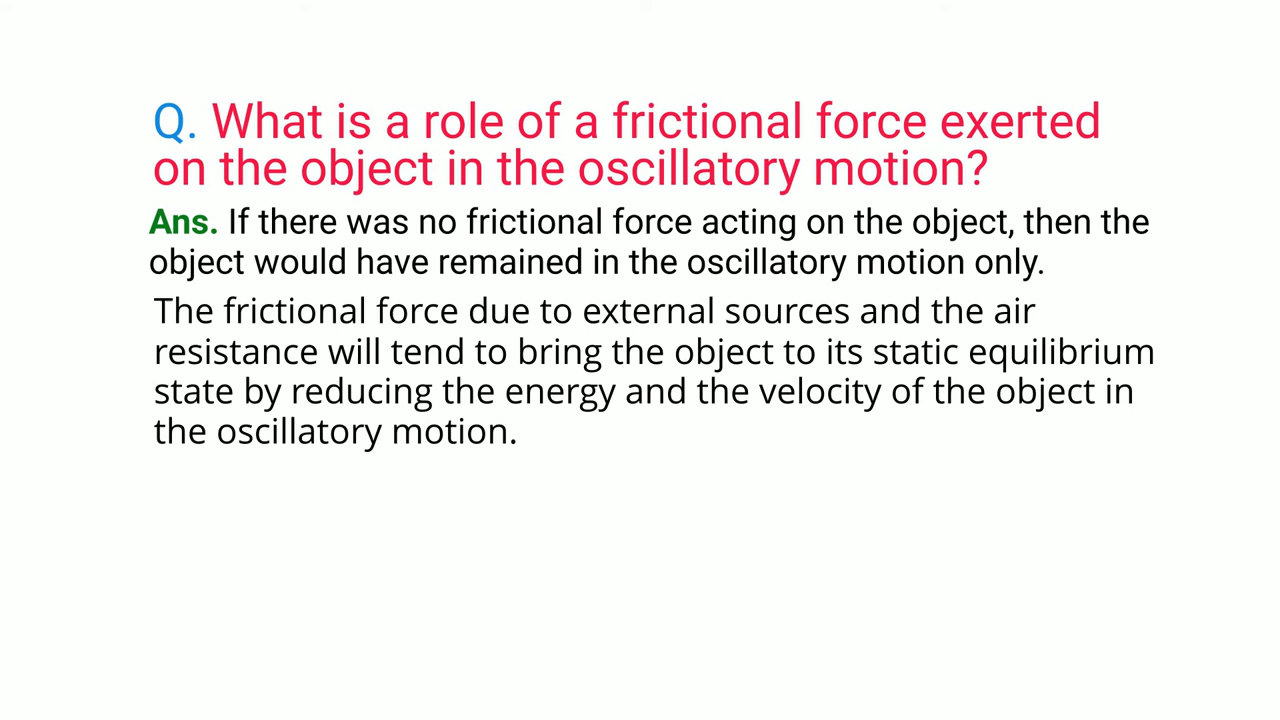 Q. What is a role of a frictional force exerted
on the object in the oscillatory motion?
Ans. If there was no frictional force acting on the object, then the
object would have remained in the oscillatory motion only.
The frictional force due to external sources and the air
resistance will tend to bring the object to its static equilibrium
state by reducing the energy and the velocity of the object in
the oscillatory motion.